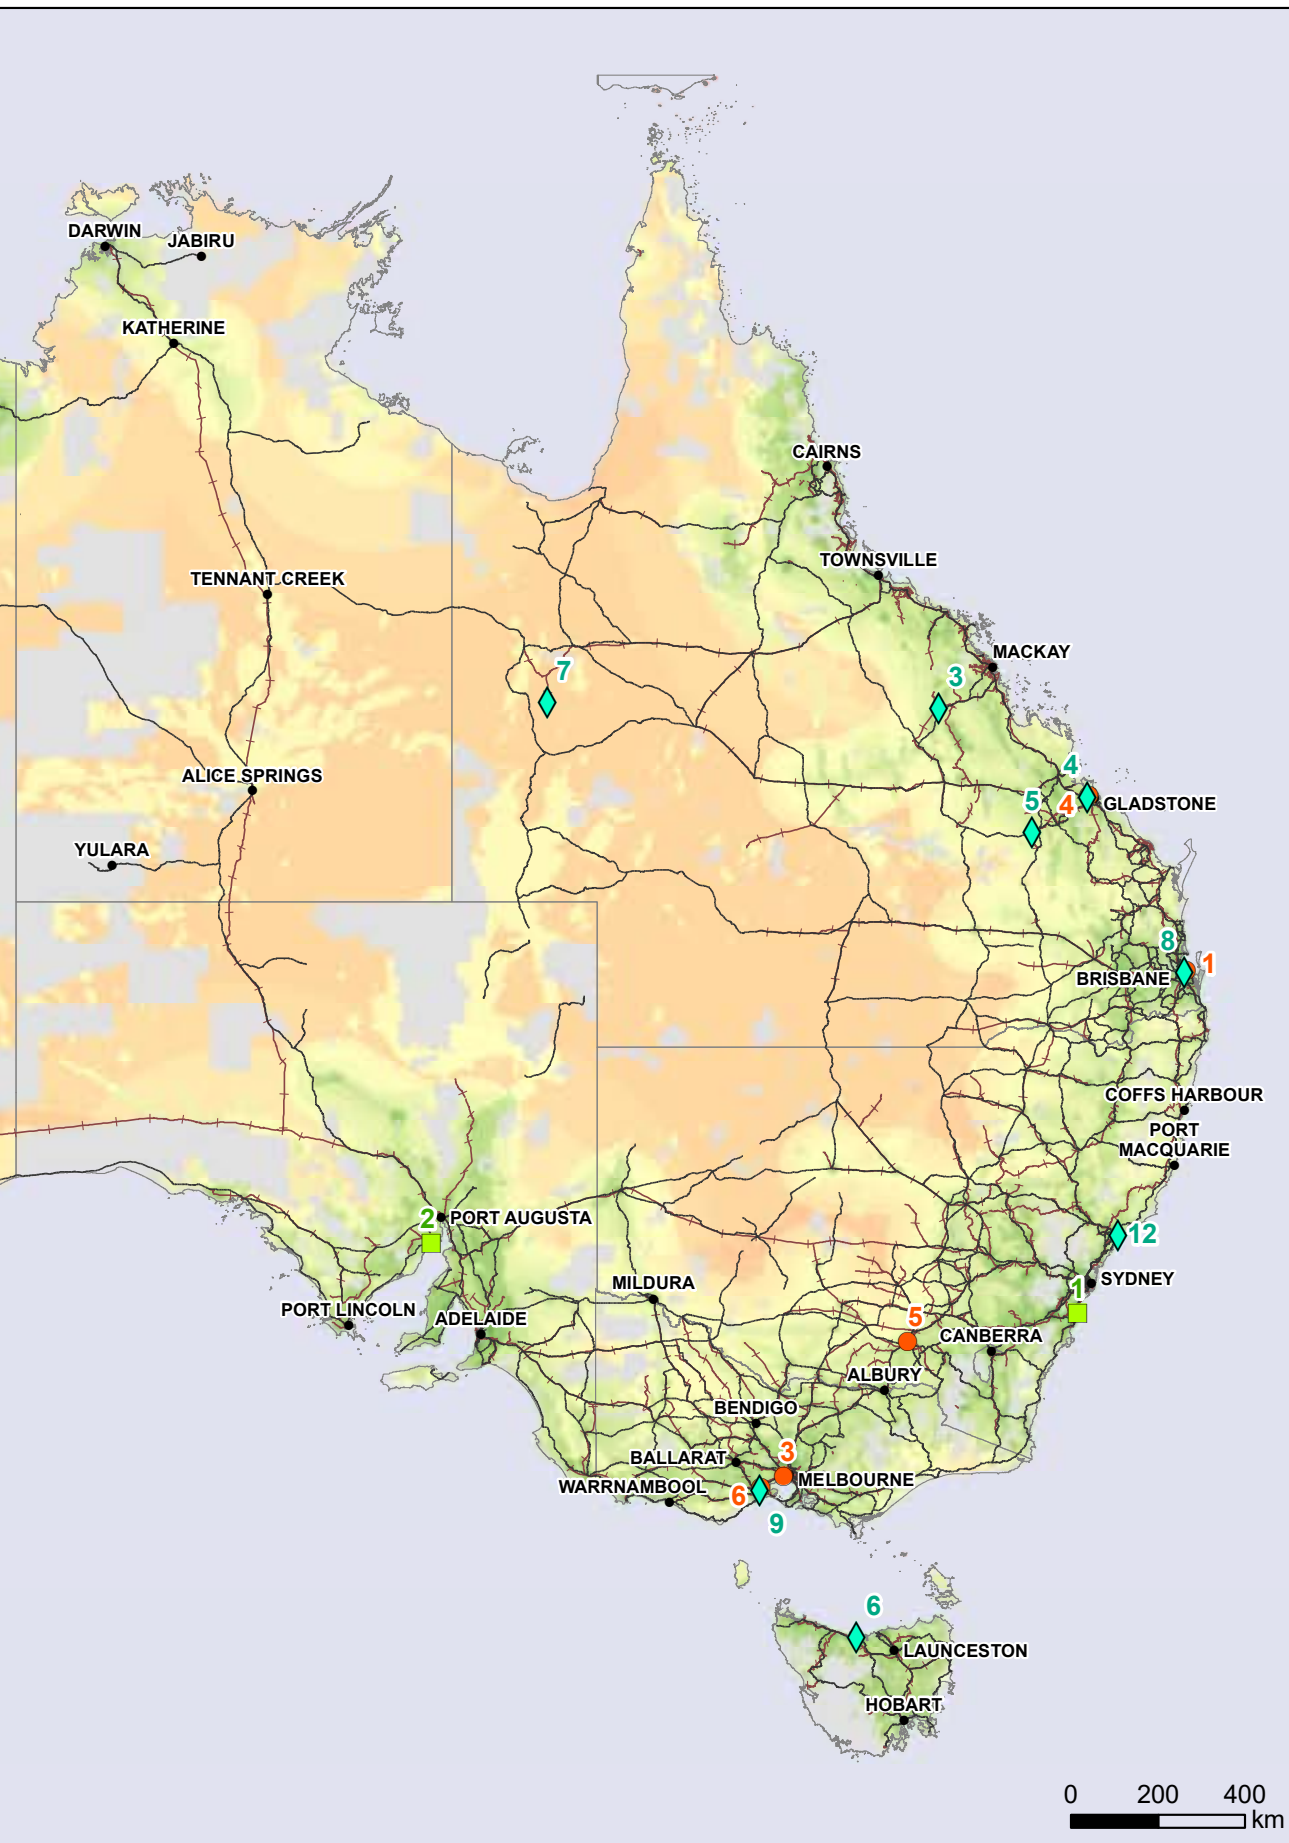 DARWIN
JABIRU
KATHERINE
CAIRNS
TOWNSVILLE
TENNANT CREEK
MACKAY
7
3
ALICE SPRINGS
4
5
4
GLADSTONE
YULARA
8
1
BRISBANE
COFFS HARBOUR
PORT
MACQUARIE
2
PORT AUGUSTA
12
MILDURA
1
SYDNEY
PORT LINCOLN
ADELAIDE
5
CANBERRA
ALBURY
BENDIGO
BALLARAT
3
MELBOURNE
WARRNAMBOOL
6
9
6
LAUNCESTON
HOBART
0 200 400
km